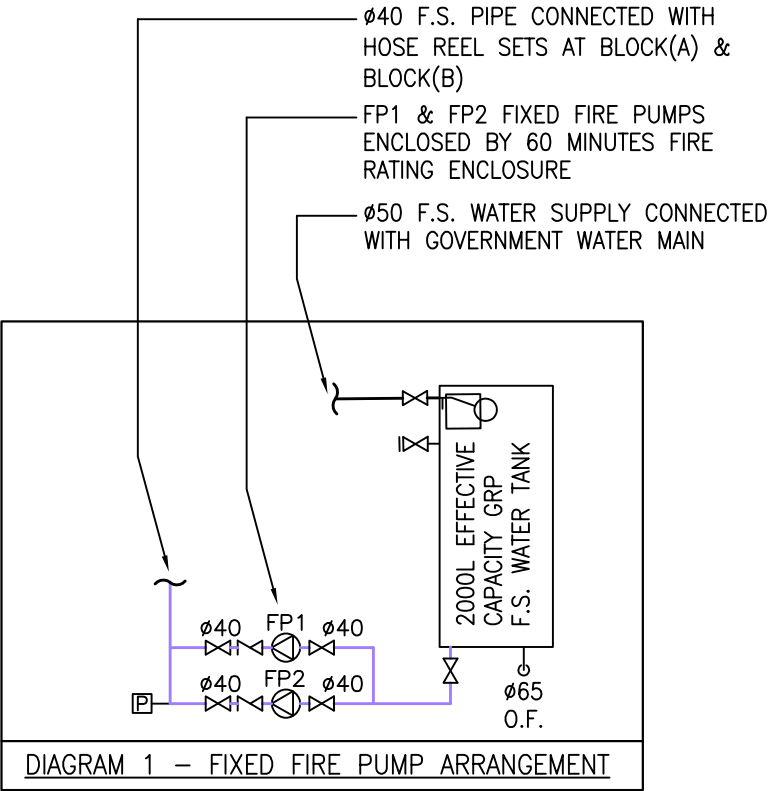 ø40 F.S. PIPE CONNECTED WITH
HOSE REEL SETS AT BLOCK(A) &
BLOCK(B)
FP1 & FP2 FIXED FIRE PUMPS
ENCLOSED BY 60 MINUTES FIRE
RATING ENCLOSURE
ø50 F.S. WATER SUPPLY CONNECTED
WITH GOVERNMENT WATER MAIN
2000L EFFECTIVE
CAPACITY GRP
F.S. WATER TANK
ø40 FP1 ø40
ø40 FP2 ø40
P
ø65
O.F.
DIAGRAM 1 – FIXED FIRE PUMP ARRANGEMENT